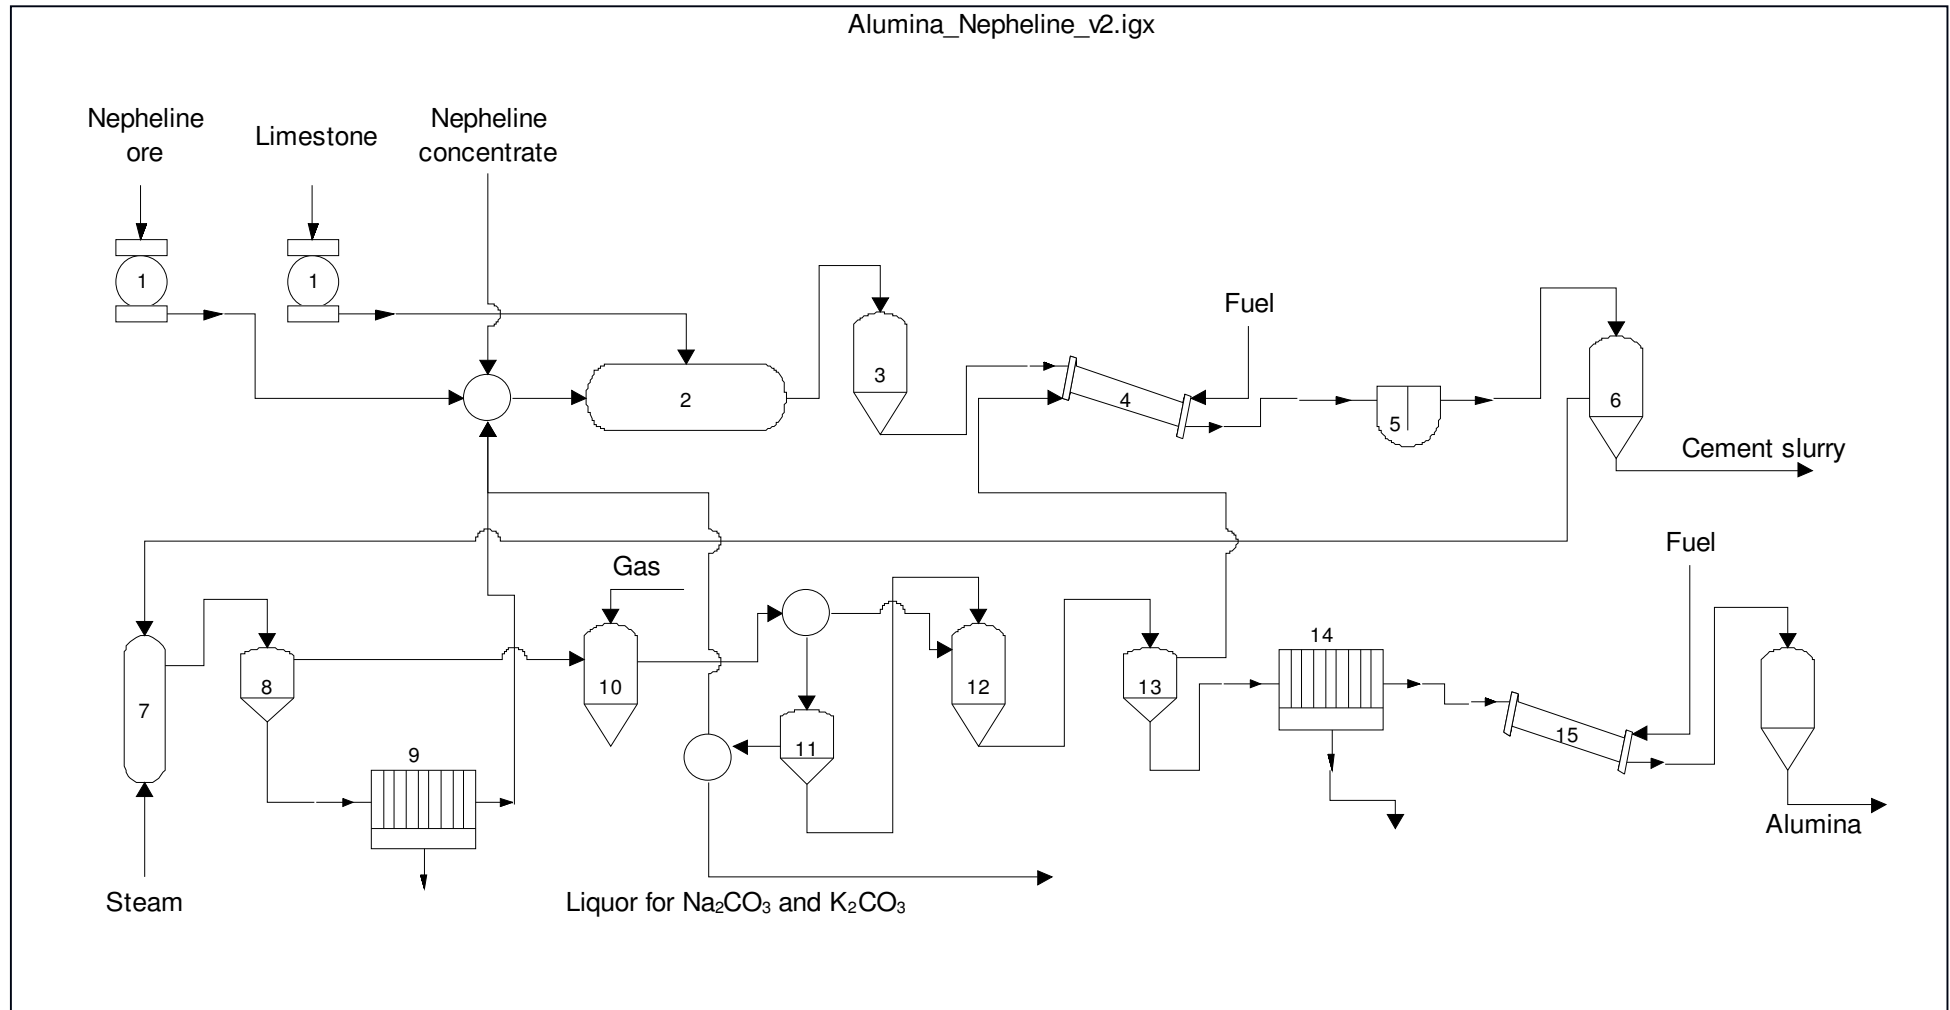 Alumina_Nepheline_v2.igx
Nepheline
ore
Limestone
Nepheline
concentrate
1
1
2
3
Fuel
4
5
6
Cement slurry
7
8
9
Steam
Gas
10
11
Liquor for Na₂CO₃ and K₂CO₃
12
13
14
Fuel
15
Alumina